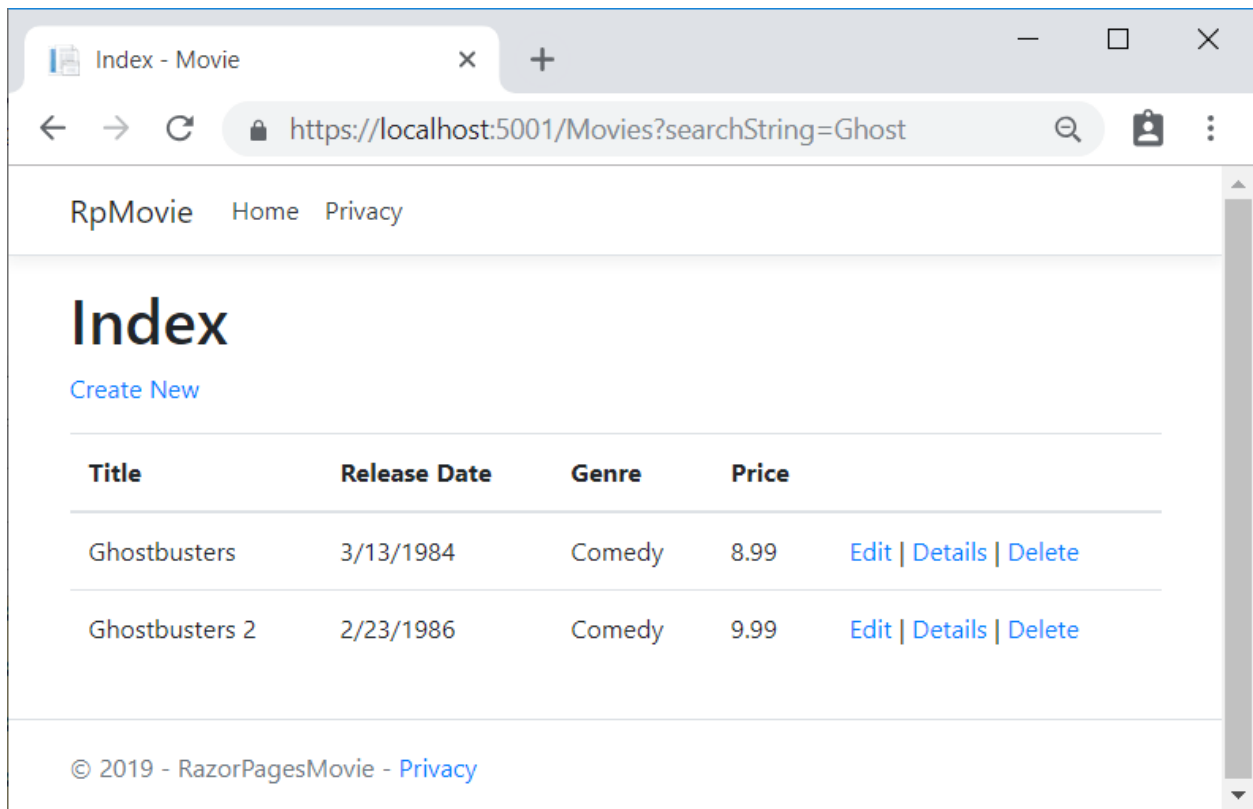 Index - Movie
https://localhost:5001/Movies?searchString=Ghost
RpMovie Home Privacy
Index
Create New
Title Release Date Genre Price
Ghostbusters 3/13/1984 Comedy 8.99 Edit | Details | Delete
Ghostbusters 2 2/23/1986 Comedy 9.99 Edit | Details | Delete
© 2019 - RazorPagesMovie - Privacy